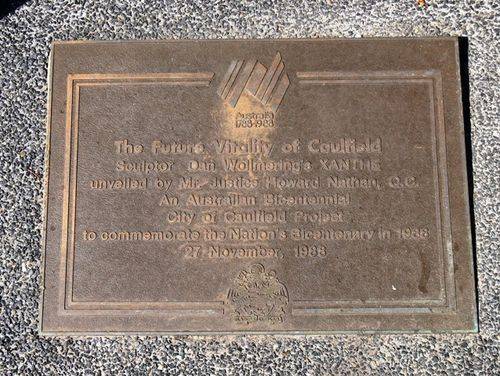 Australia
1788-1988
The Future Vitality of Caulfield
Sculptor Dan Wollmering's XANTHE
unveiled by Mr. Justice Howard Nathan, Q.C.
An Australian Bicentennial
City of Caulfield Project
to commemorate the Nation's Bicentenary in 1988
27 November, 1988